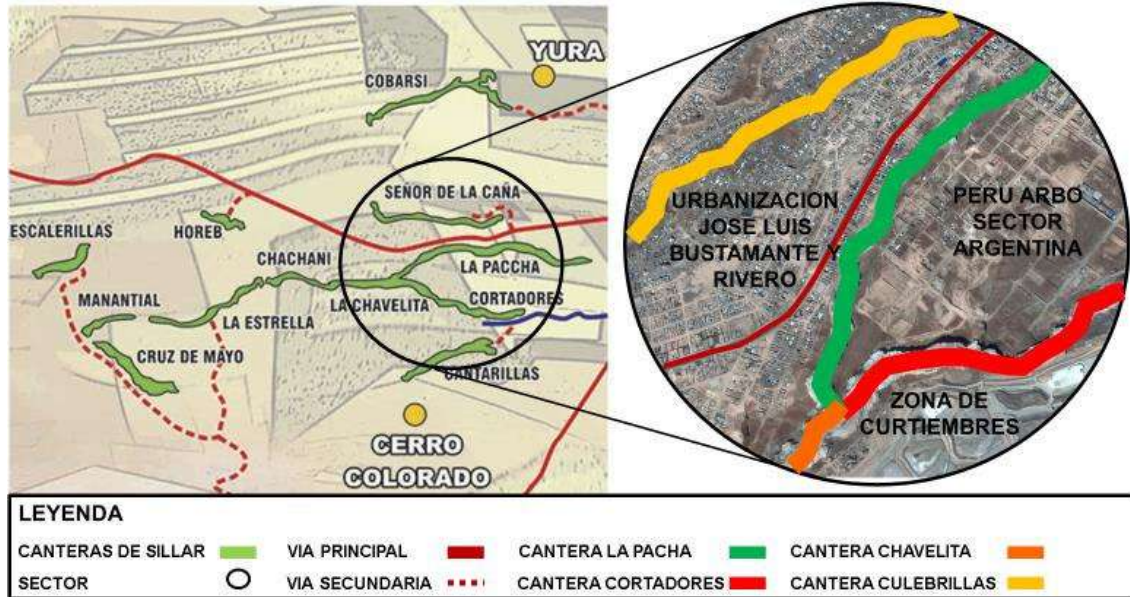 YURA
COBARSI
SEÑOR DE LA CAÑA
ESCALERILLAS
HOREB
CHACHANI
LA PACCHA
MANANTIAL
LA CHAVELITA
CORTADORES
LA ESTRELLA
CRUZ DE MAYO
CANTARILLAS
CERRO
COLORADO
URBANIZACION
JOSE LUIS
BUSTAMANTE Y
RIVERO
PERU ARBO
SECTOR
ARGENTINA
ZONA DE
CURTIEMBRES
LEYENDA
CANTERAS DE SILLAR VIA PRINCIPAL CANTERA LA PACHA CANTERA CHAVELITA
SECTOR VIA SECUNDARIA CANTERA CORTADORES CANTERA CULEBRILLAS